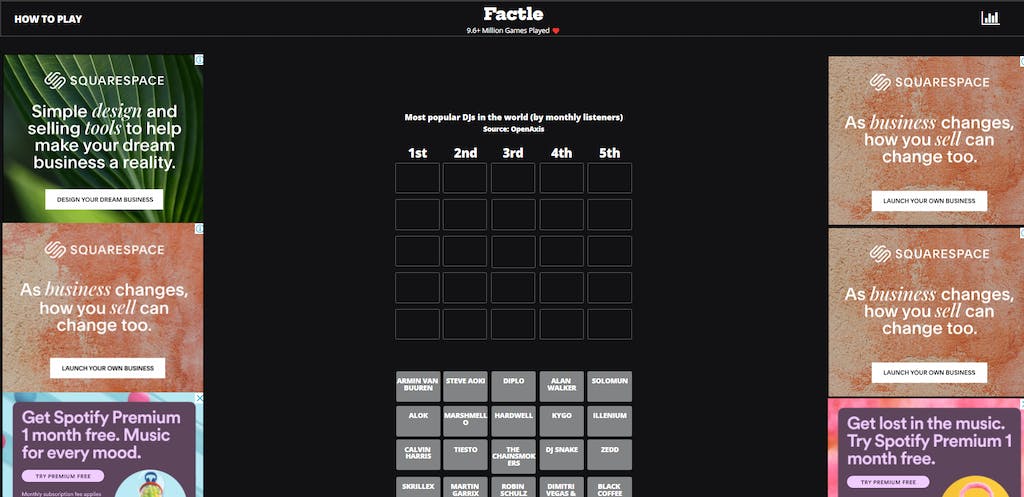 HOW TO PLAY
Factle
9.6+ Million Games Played
SQUARESPACE
Simple design and
selling tools to help
make your dream
business a reality.
DESIGN YOUR DREAM BUSINESS
SQUARESPACE
As business changes,
how you sell can
change too.
LAUNCH YOUR OWN BUSINESS
Get Spotify Premium
1 month free. Music
for every mood.
TRY PREMIUM FREE
Monthly subscription fee applies
Most popular DJs in the world (by monthly listeners)
Source: OpenAxis
1st 2nd 3rd 4th 5th
ARMIN VAN BUUREN STEVE AOKI DIPLO ALAN WALKER SOLOMUN
ALOK MARSHMELLO HARDWELL KYGO ILLENIUM
CALVIN HARRIS TIESTO THE CHAINSMOKERS DJ SNAKE ZEDD
SKRILLEX MARTIN GARRIX ROBIN SCHULZ DIMITRI VEGAS & BLACK COFFEE
SQUARESPACE
As business changes,
how you sell can
change too.
LAUNCH YOUR OWN BUSINESS
SQUARESPACE
As business changes,
how you sell can
change too.
LAUNCH YOUR OWN BUSINESS
Get lost in the music.
Try Spotify Premium 1
month free.
TRY PREMIUM FREE